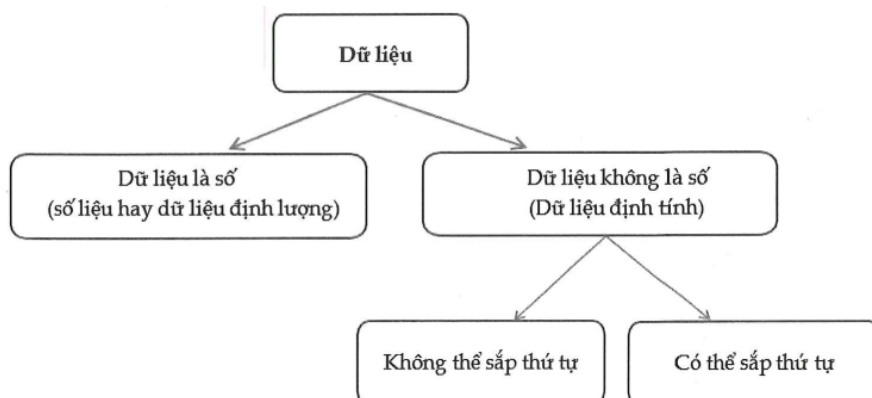 Dữ liệu
Dữ liệu là số
(số liệu hay dữ liệu định lượng)
Dữ liệu không là số
(Dữ liệu định tính)
Không thể sắp thứ tự
Có thể sắp thứ tự